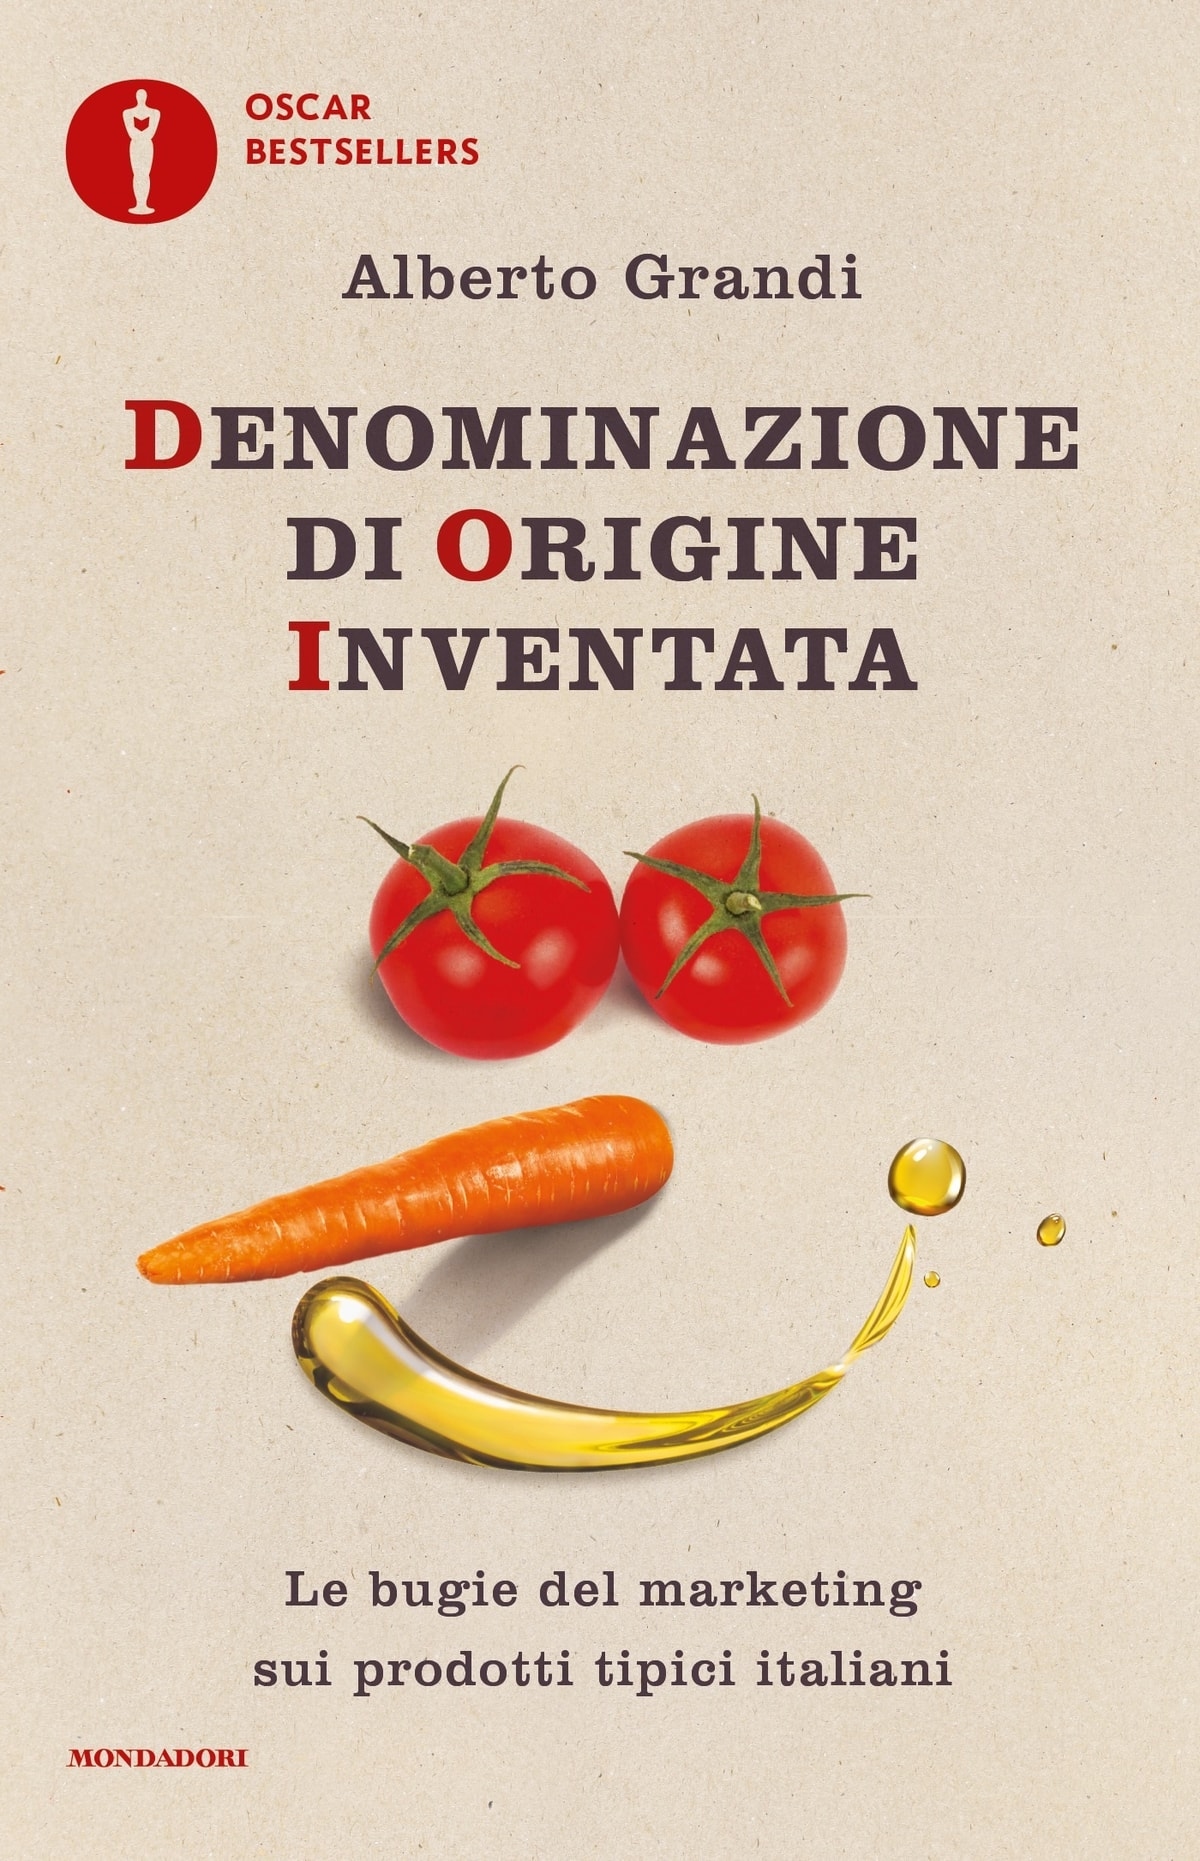 OSCAR
BESTSELLERS
Alberto Grandi
DENOMINAZIONE
DI ORIGINE
INVENTATA
Le bugie del marketing
sui prodotti tipici italiani
MONDADORI